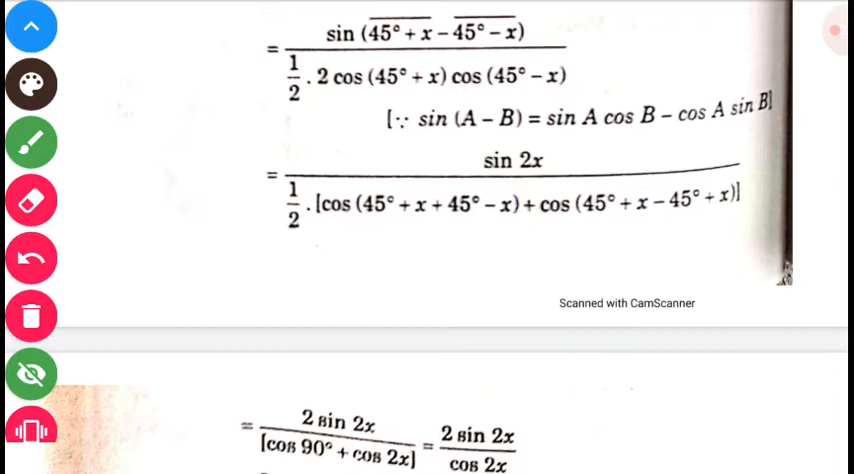 = sin (45° + x − 45° − x) / 1/2 . 2 cos (45° + x) cos (45° − x)
[∵ sin (A − B) = sin A cos B − cos A sin B]
= sin 2x / 1/2 . [cos (45° + x + 45° − x) + cos (45° + x − 45° + x)]
Scanned with CamScanner
= 2 sin 2x / [cos 90° + cos 2x] = 2 sin 2x / cos 2x